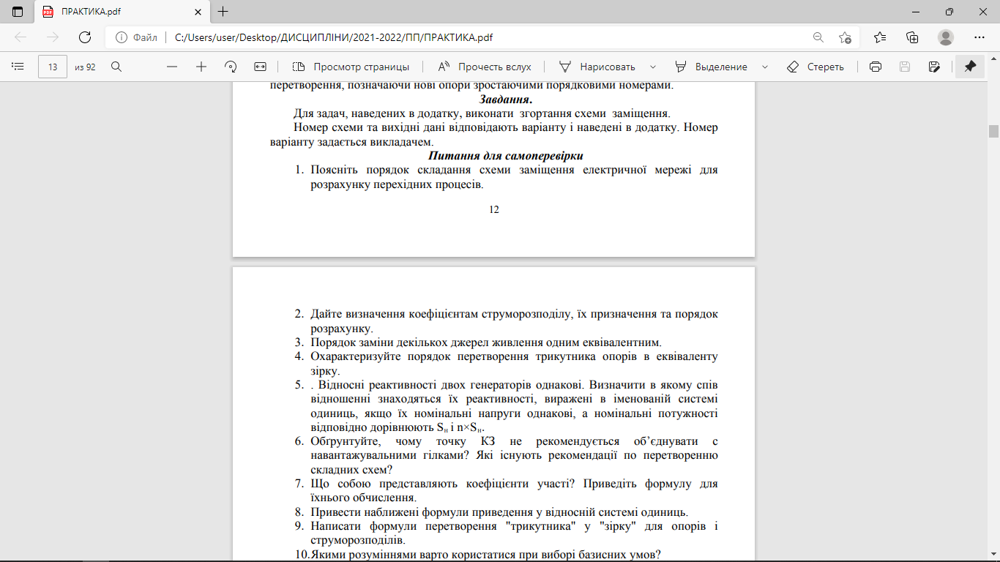 ПРАКТИКА.pdf
Файл C:/Users/user/Desktop/ДИСЦИПЛІНИ/2021-2022/ПП/ПРАКТИКА.pdf
13 из 92 Просмотр страницы Прочесть вслух Нарисовать Выделение Стереть
перетворення, позначаючи нові опори зростаючими порядковими номерами.
Завдання.
Для задач, наведених в додатку, виконати згортання схеми заміщення.
Номер схеми та вихідні дані відповідають варіанту і наведені в додатку. Номер
варіанту задається викладачем.
Питання для самоперевірки
1. Поясніть порядок складання схеми заміщення електричної мережі для
розрахунку перехідних процесів.
12
2. Дайте визначення коефіцієнтам струморозподілу, їх призначення та порядок
розрахунку.
3. Порядок заміни декількох джерел живлення одним еквівалентним.
4. Охарактеризуйте порядок перетворення трикутника опорів в еквіваленту
зірку.
5. . Відносні реактивності двох генераторів однакові. Визначити в якому спів
відношенні знаходяться їх реактивності, виражені в іменованій системі
одиниць, якщо їх номінальні напруги однакові, а номінальні потужності
відповідно дорівнюють Sн і n×Sн.
6. Обґрунтуйте, чому точку КЗ не рекомендується об’єднувати с
навантажувальними гілками? Які існують рекомендації по перетворенню
складних схем?
7. Що собою представляють коефіцієнти участі? Приведіть формулу для
їхнього обчислення.
8. Привести наближені формули приведення у відносній системі одиниць.
9. Написати формули перетворення "трикутника" у "зірку" для опорів і
струморозподілів.
10.Якими розуміннями варто користатися при виборі базисних умов?